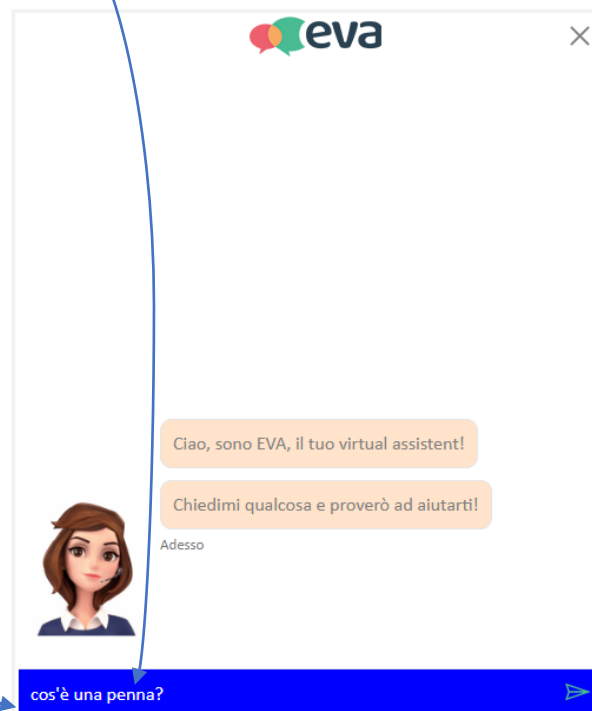 eva
Ciao, sono EVA, il tuo virtual assistent!
Chiedimi qualcosa e proverò ad aiutarti!
Adesso
cos'è una penna?